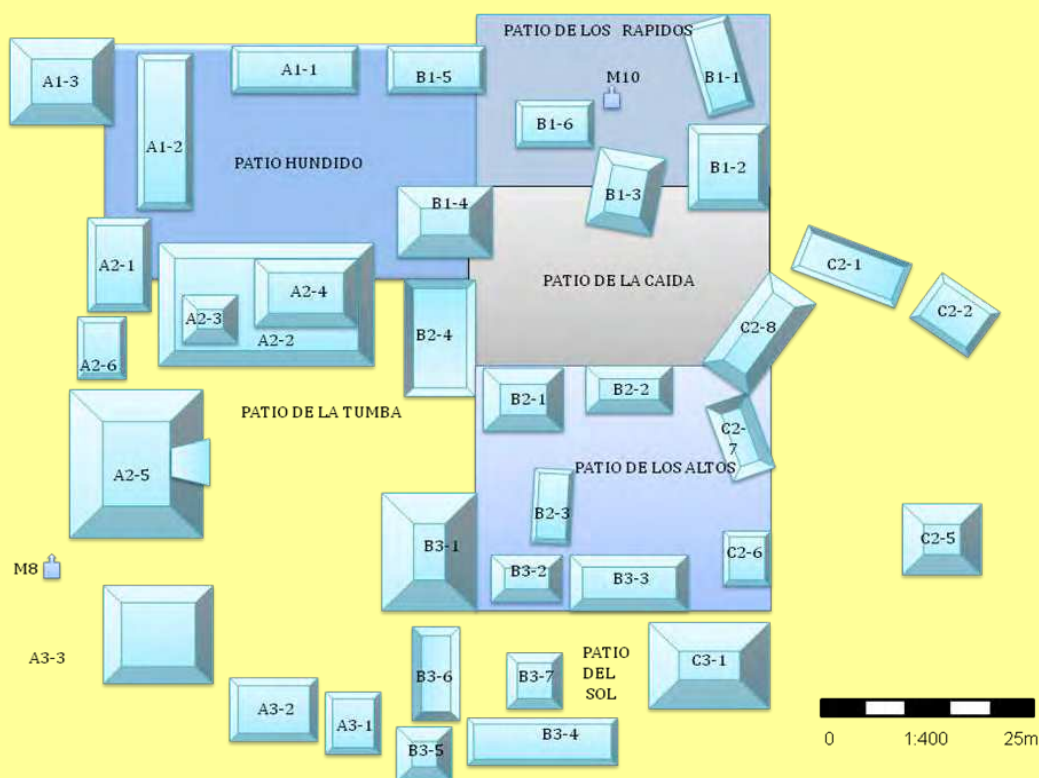 PATIO DE LOS RAPIDOS
A1-3
A1-1
B1-5
B1-1
M10
B1-6
A1-2
PATIO HUNDIDO
B1-2
B1-3
B1-4
A2-1
C2-1
PATIO DE LA CAIDA
A2-4
C2-2
A2-3
A2-2
B2-4
C2-8
A2-6
B2-1
B2-2
PATIO DE LA TUMBA
C2-
7
A2-5
PATIO DE LOS ALTOS
B2-3
C2-5
B3-1
C2-6
M8
B3-2
B3-3
A3-3
PATIO
DEL
SOL
C3-1
B3-6
B3-7
A3-2
A3-1
B3-4
B3-5
0 1:400 25m